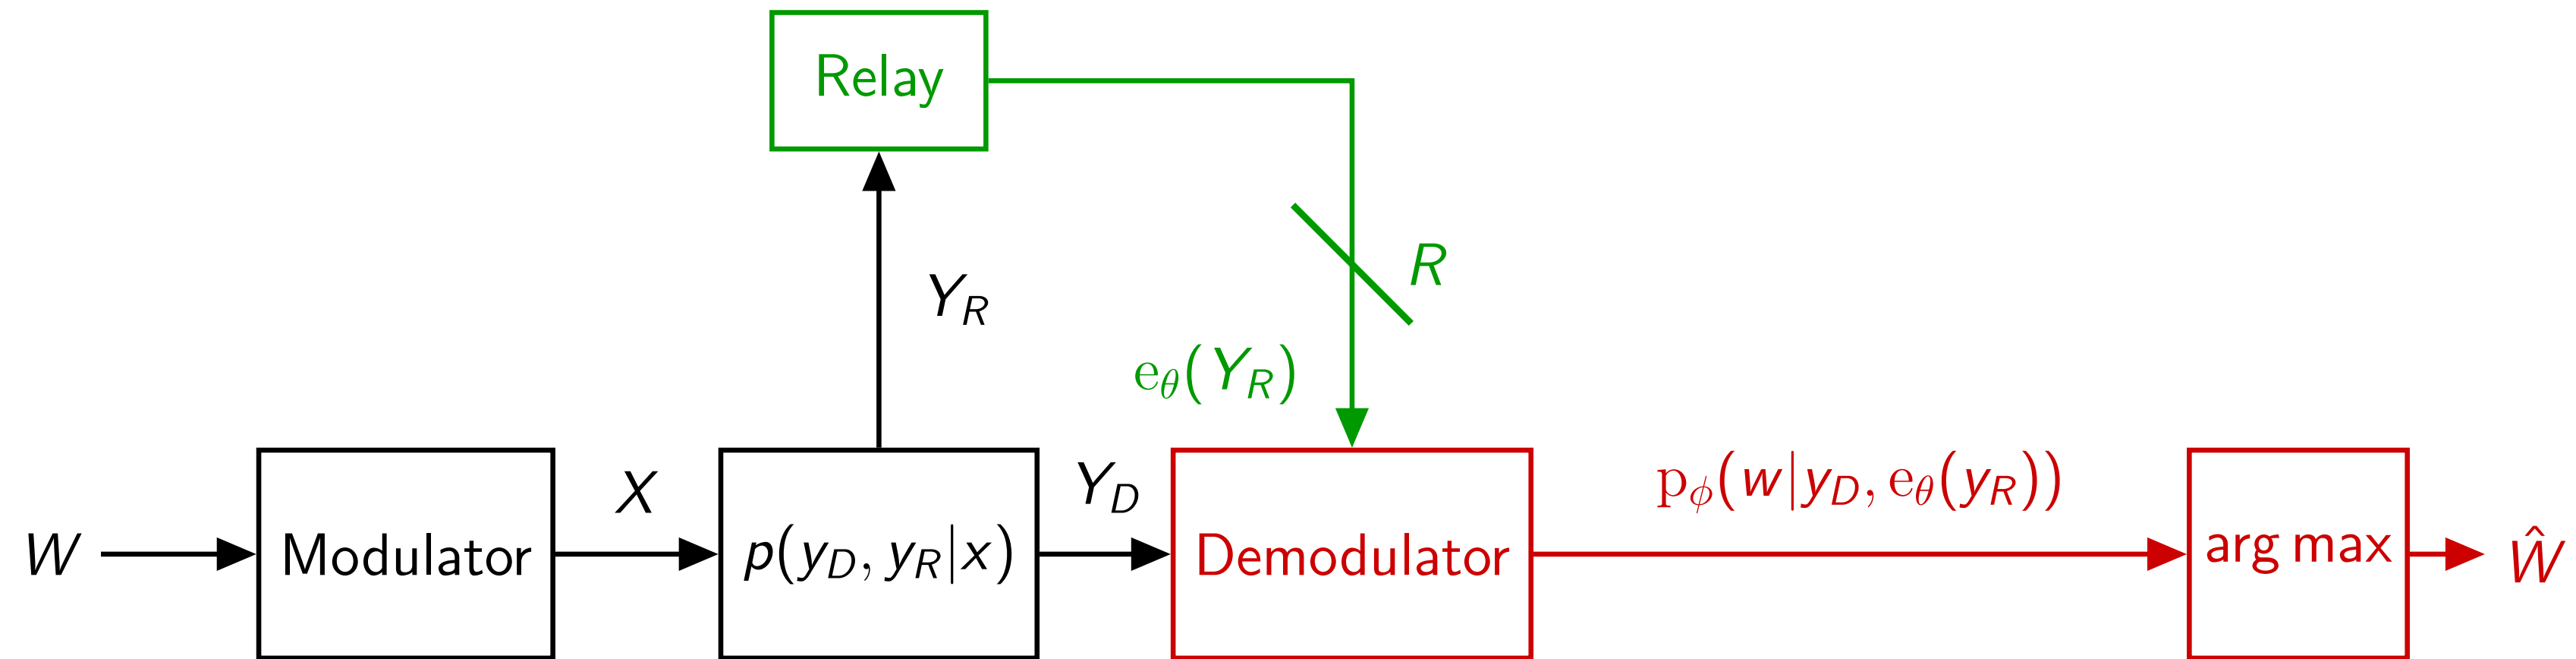 Relay
Y_R
R
e_θ(Y_R)
W
Modulator
X
p(y_D, y_R|x)
Y_D
Demodulator
p_ϕ(w|y_D, e_θ(y_R))
arg max
Ŵ